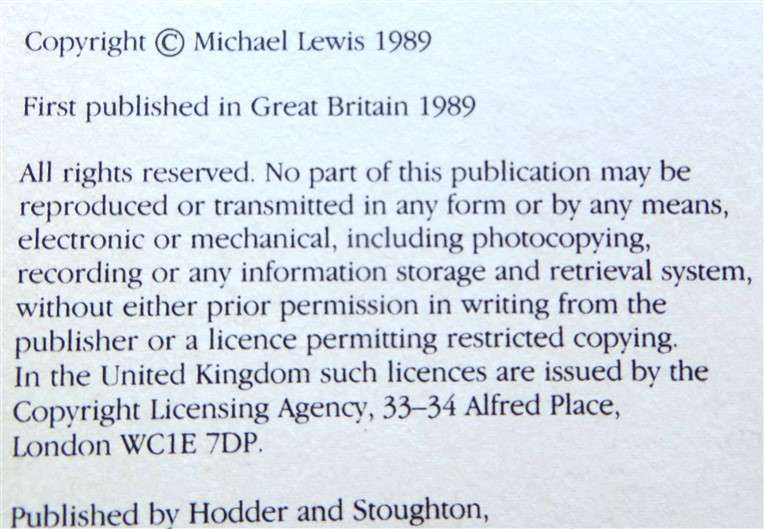 Copyright © Michael Lewis 1989
First published in Great Britain 1989
All rights reserved. No part of this publication may be
reproduced or transmitted in any form or by any means,
electronic or mechanical, including photocopying,
recording or any information storage and retrieval system,
without either prior permission in writing from the
publisher or a licence permitting restricted copying.
In the United Kingdom such licences are issued by the
Copyright Licensing Agency, 33–34 Alfred Place,
London WC1E 7DP.
Published by Hodder and Stoughton,